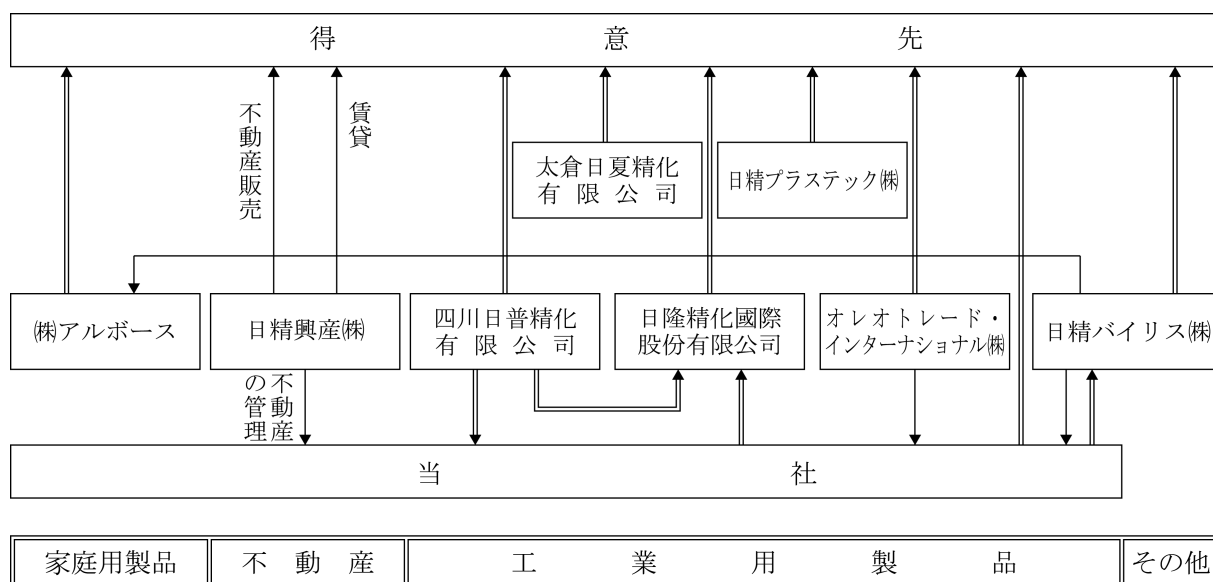 得意先
不動産販売
賃貸
太倉日夏精化
有限公司
日精プラステック㈱
㈱アルボース
日精興産㈱
四川日普精化
有限公司
日隆精化國際
股份有限公司
オレオトレード・
インターナショナル㈱
日精バイリス㈱
不動産
の管理
当社
家庭用製品
不動産
工業用製品
その他